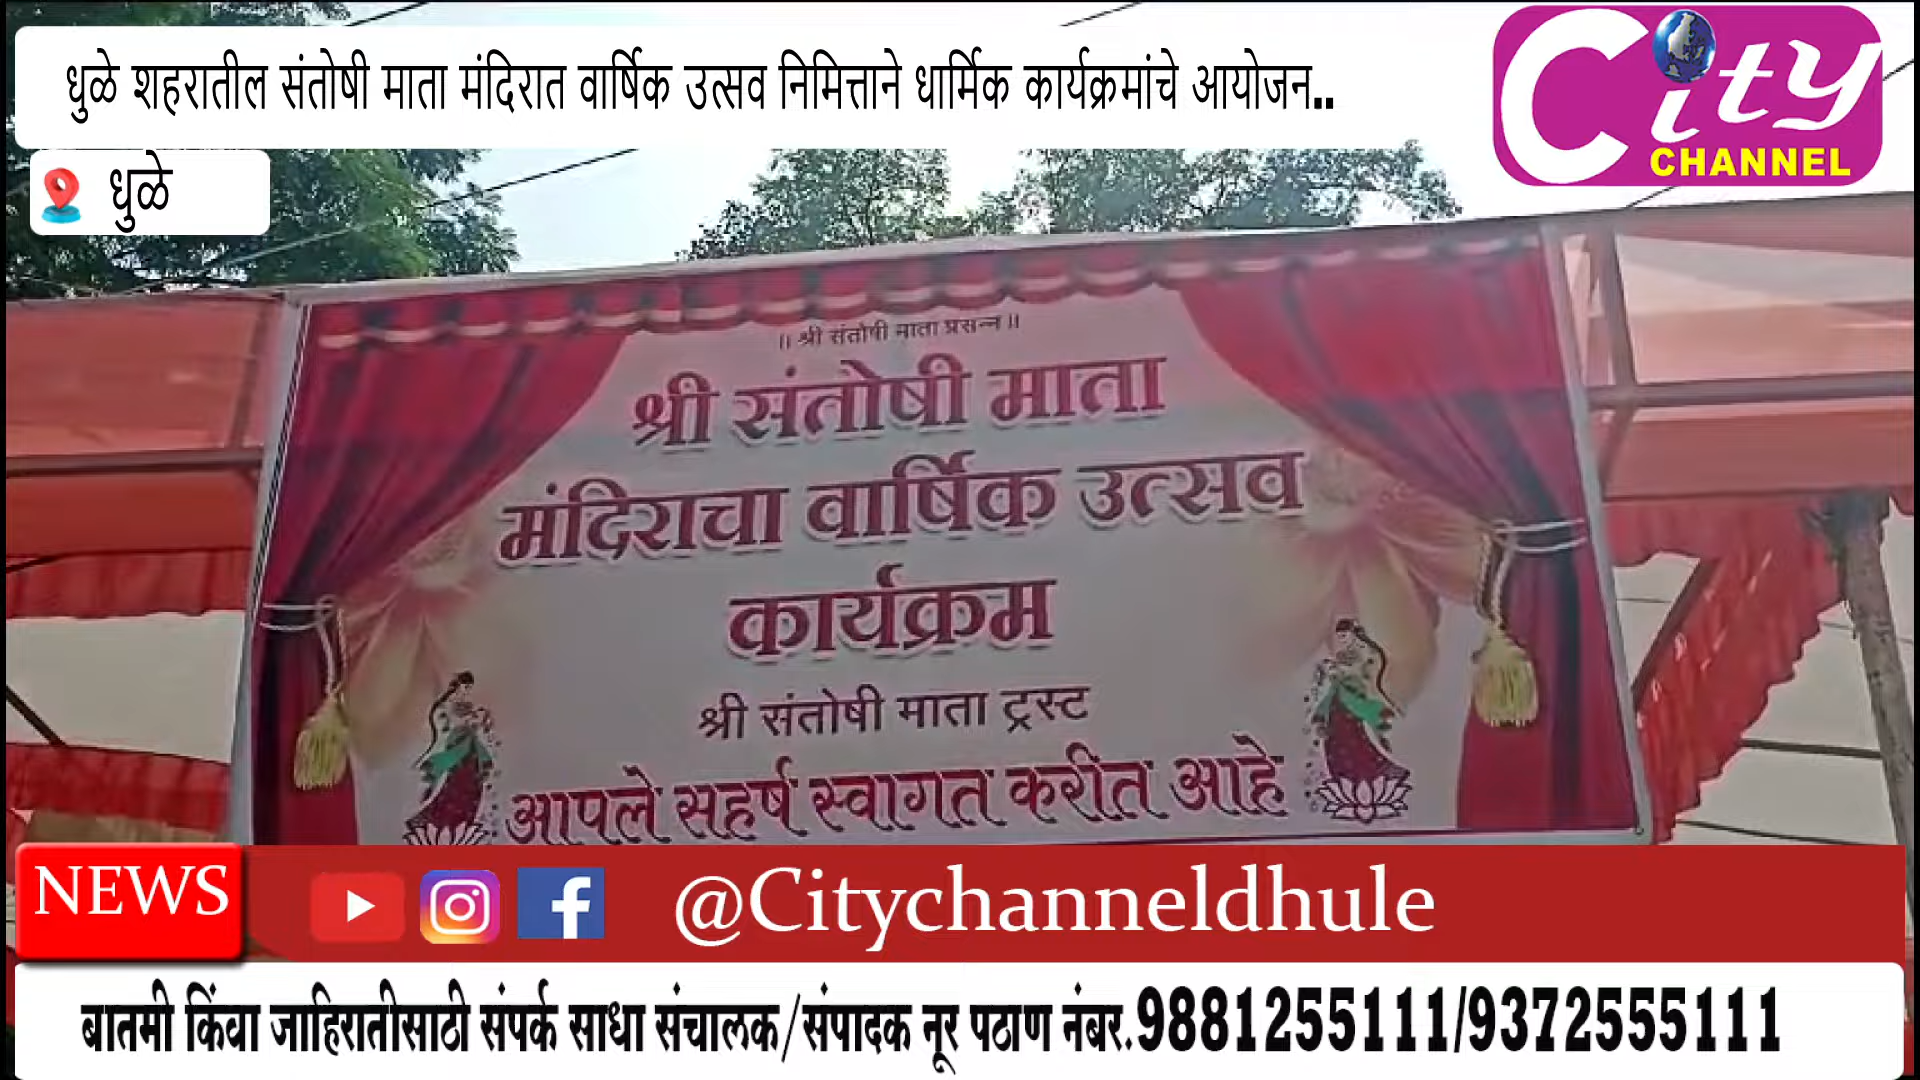 धुळे शहरातील संतोषी माता मंदिरात वार्षिक उत्सव निमित्ताने धार्मिक कार्यक्रमांचे आयोजन..
City
CHANNEL
धुळे
॥ श्री संतोषी माता प्रसन्न ॥
श्री संतोषी माता
मंदिराचा वार्षिक उत्सव
कार्यक्रम
श्री संतोषी माता ट्रस्ट
आपले सहर्ष स्वागत करीत आहे
NEWS
@Citychanneldhule
बातमी किंवा जाहिरातीसाठी संपर्क साधा संचालक/संपादक नूर पठाण नंबर.9881255111/9372555111